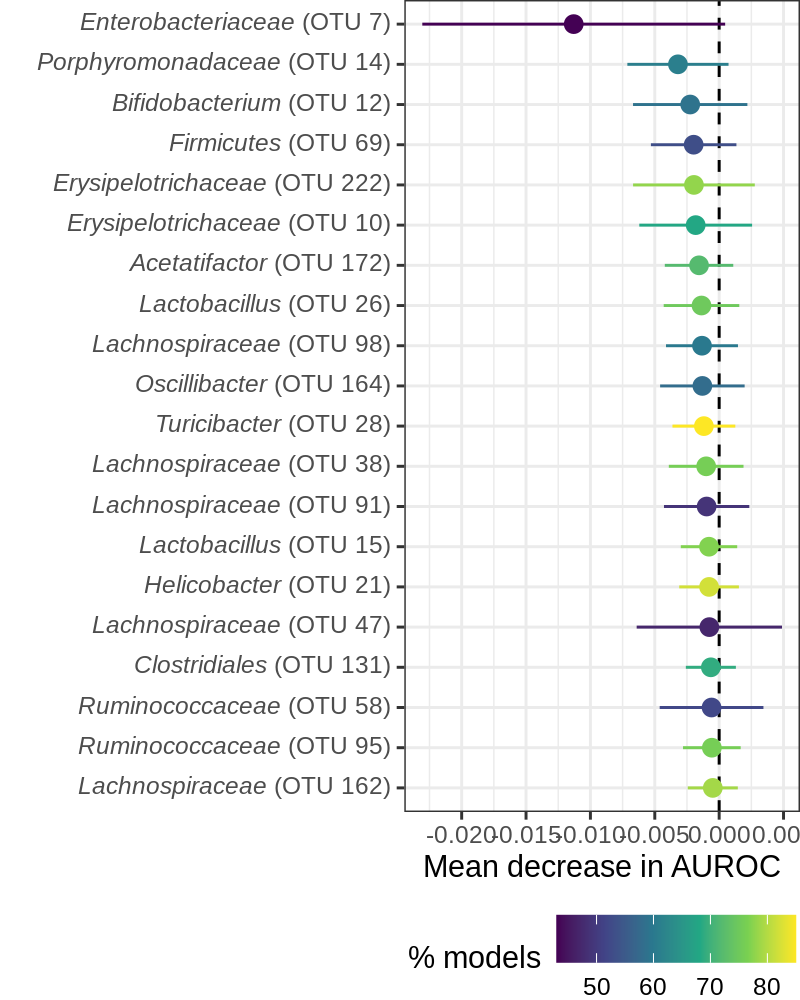 Enterobacteriaceae (OTU 7)
Porphyromonadaceae (OTU 14)
Bifidobacterium (OTU 12)
Firmicutes (OTU 69)
Erysipelotrichaceae (OTU 222)
Erysipelotrichaceae (OTU 10)
Acetatifactor (OTU 172)
Lactobacillus (OTU 26)
Lachnospiraceae (OTU 98)
Oscillibacter (OTU 164)
Turicibacter (OTU 28)
Lachnospiraceae (OTU 38)
Lachnospiraceae (OTU 91)
Lactobacillus (OTU 15)
Helicobacter (OTU 21)
Lachnospiraceae (OTU 47)
Clostridiales (OTU 131)
Ruminococcaceae (OTU 58)
Ruminococcaceae (OTU 95)
Lachnospiraceae (OTU 162)
-0.020 -0.015 -0.010 -0.005 0.000 0.00
Mean decrease in AUROC
% models
50 60 70 80